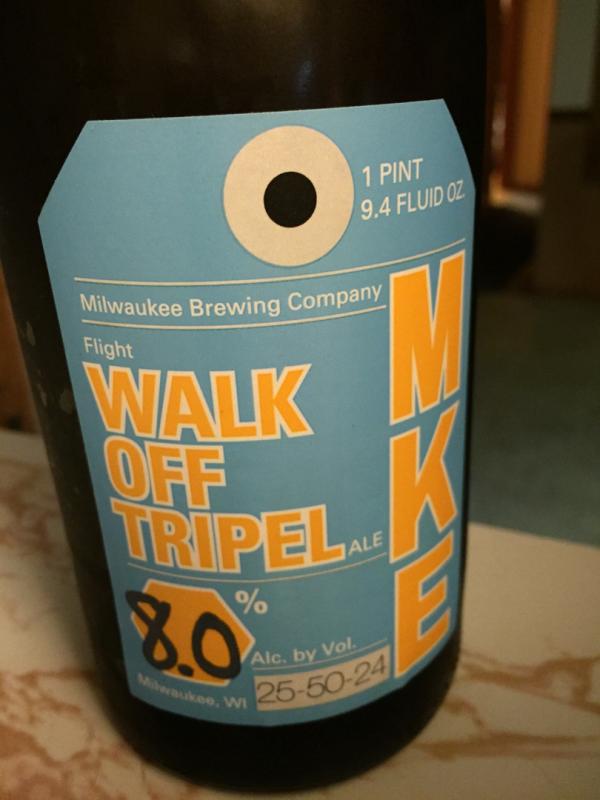 1 PINT
9.4 FLUID OZ.
Milwaukee Brewing Company
MKE
Flight
WALK
OFF
TRIPEL ALE
8.0%
Alc. by Vol.
Milwaukee, WI
25-50-24